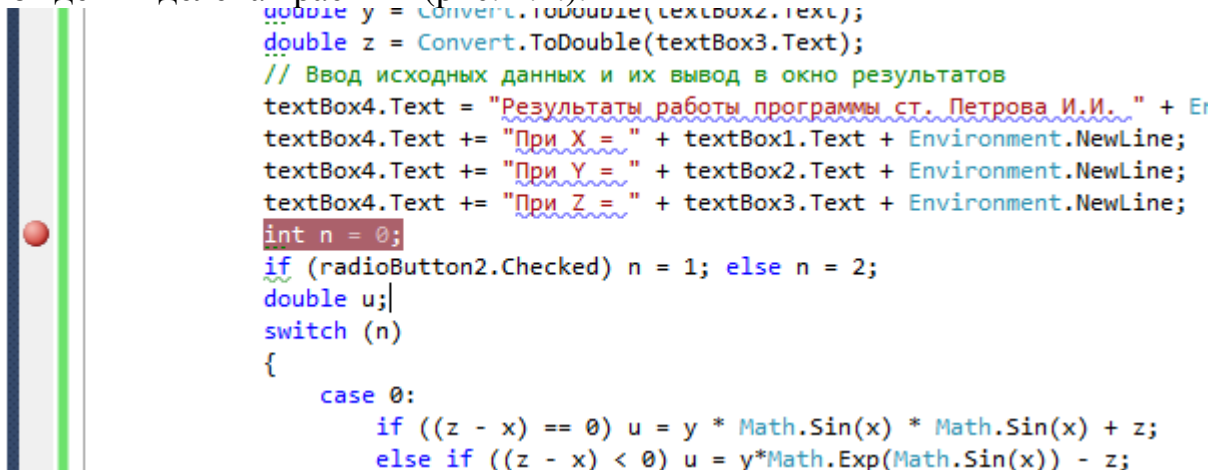 double y = Convert.ToDouble(textBox2.Text);
double z = Convert.ToDouble(textBox3.Text);
// Ввод исходных данных и их вывод в окно результатов
textBox4.Text = "Результаты работы программы ст. Петрова И.И. " +
textBox4.Text += "При X = " + textBox1.Text + Environment.NewLine;
textBox4.Text += "При Y = " + textBox2.Text + Environment.NewLine;
textBox4.Text += "При Z = " + textBox3.Text + Environment.NewLine;
int n = 0;
if (radioButton2.Checked) n = 1; else n = 2;
double u;
switch (n)
{
case 0:
if ((z - x) == 0) u = y * Math.Sin(x) * Math.Sin(x) + z;
else if ((z - x) < 0) u = y*Math.Exp(Math.Sin(x)) - z;